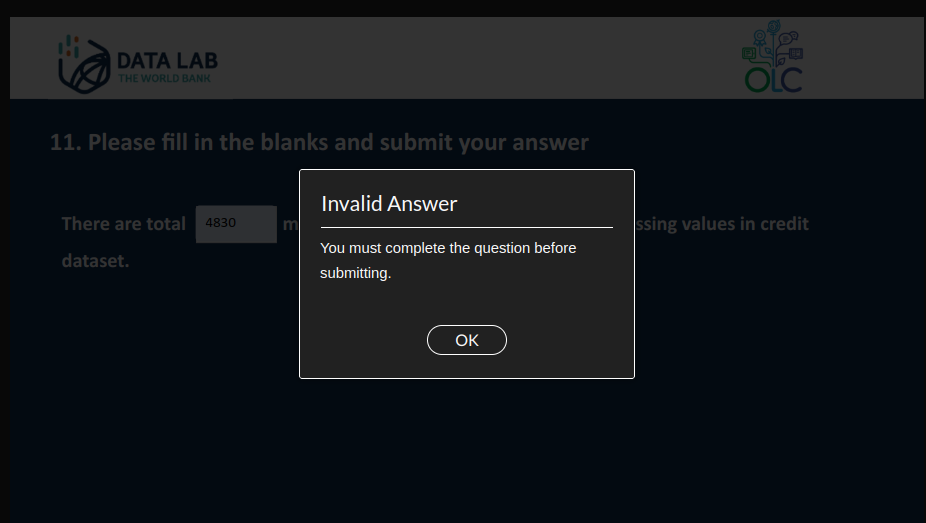 DATA LAB
THE WORLD BANK
OLC
11. Please fill in the blanks and submit your answer
Invalid Answer
There are total 4830 m ssing values in credit
You must complete the question before
dataset.
submitting.
OK